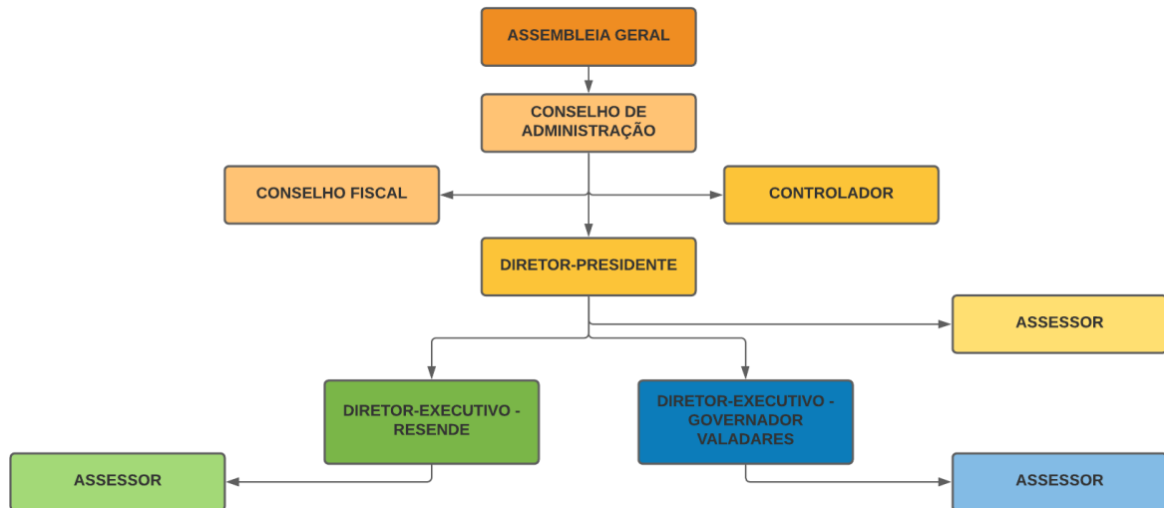 ASSEMBLEIA GERAL
CONSELHO DE
ADMINISTRAÇÃO
CONSELHO FISCAL
CONTROLADOR
DIRETOR-PRESIDENTE
ASSESSOR
DIRETOR-EXECUTIVO -
RESENDE
DIRETOR-EXECUTIVO -
GOVERNADOR
VALADARES
ASSESSOR
ASSESSOR